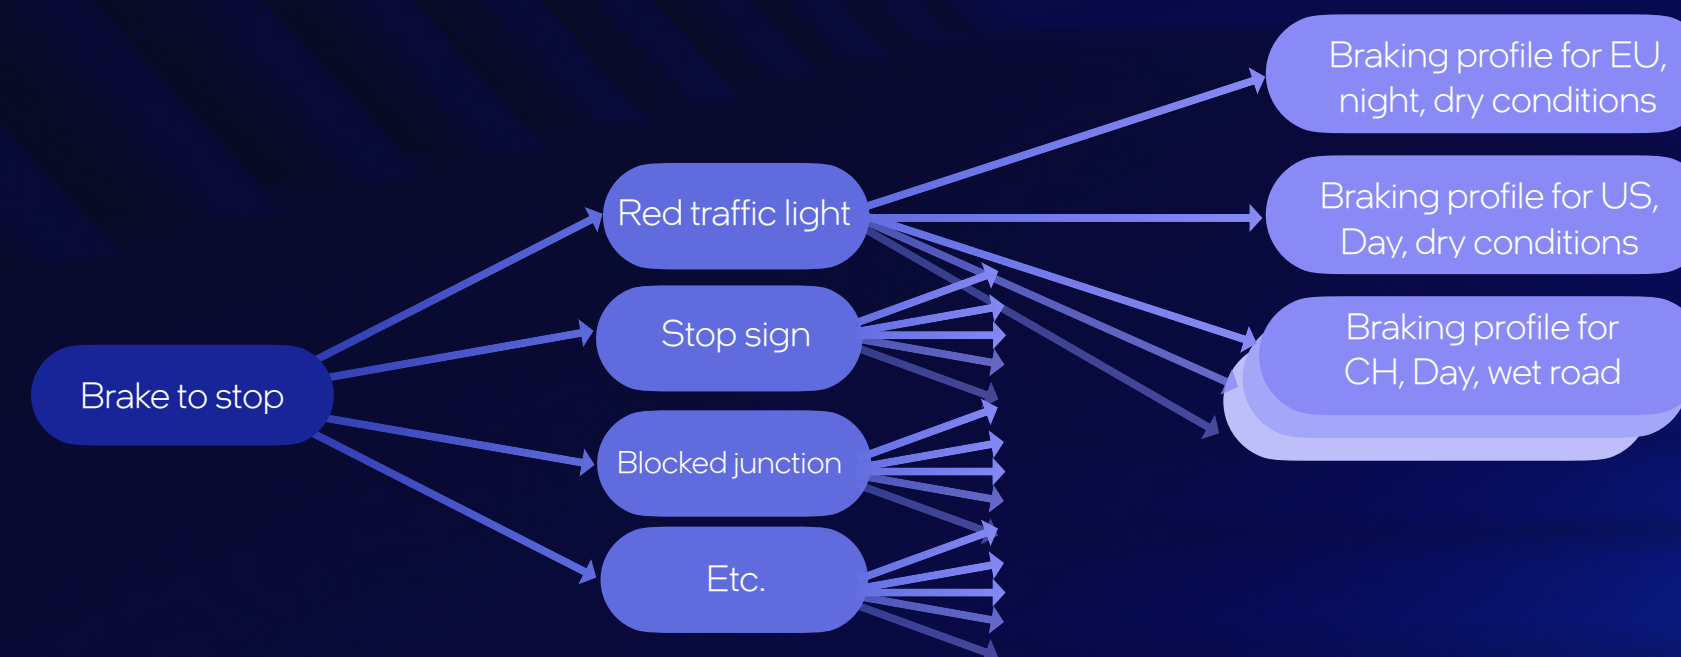 Braking profile for EU,
night, dry conditions
Red traffic light
Braking profile for US,
Day, dry conditions
Stop sign
Braking profile for
CH, Day, wet road
Brake to stop
Blocked junction
Etc.